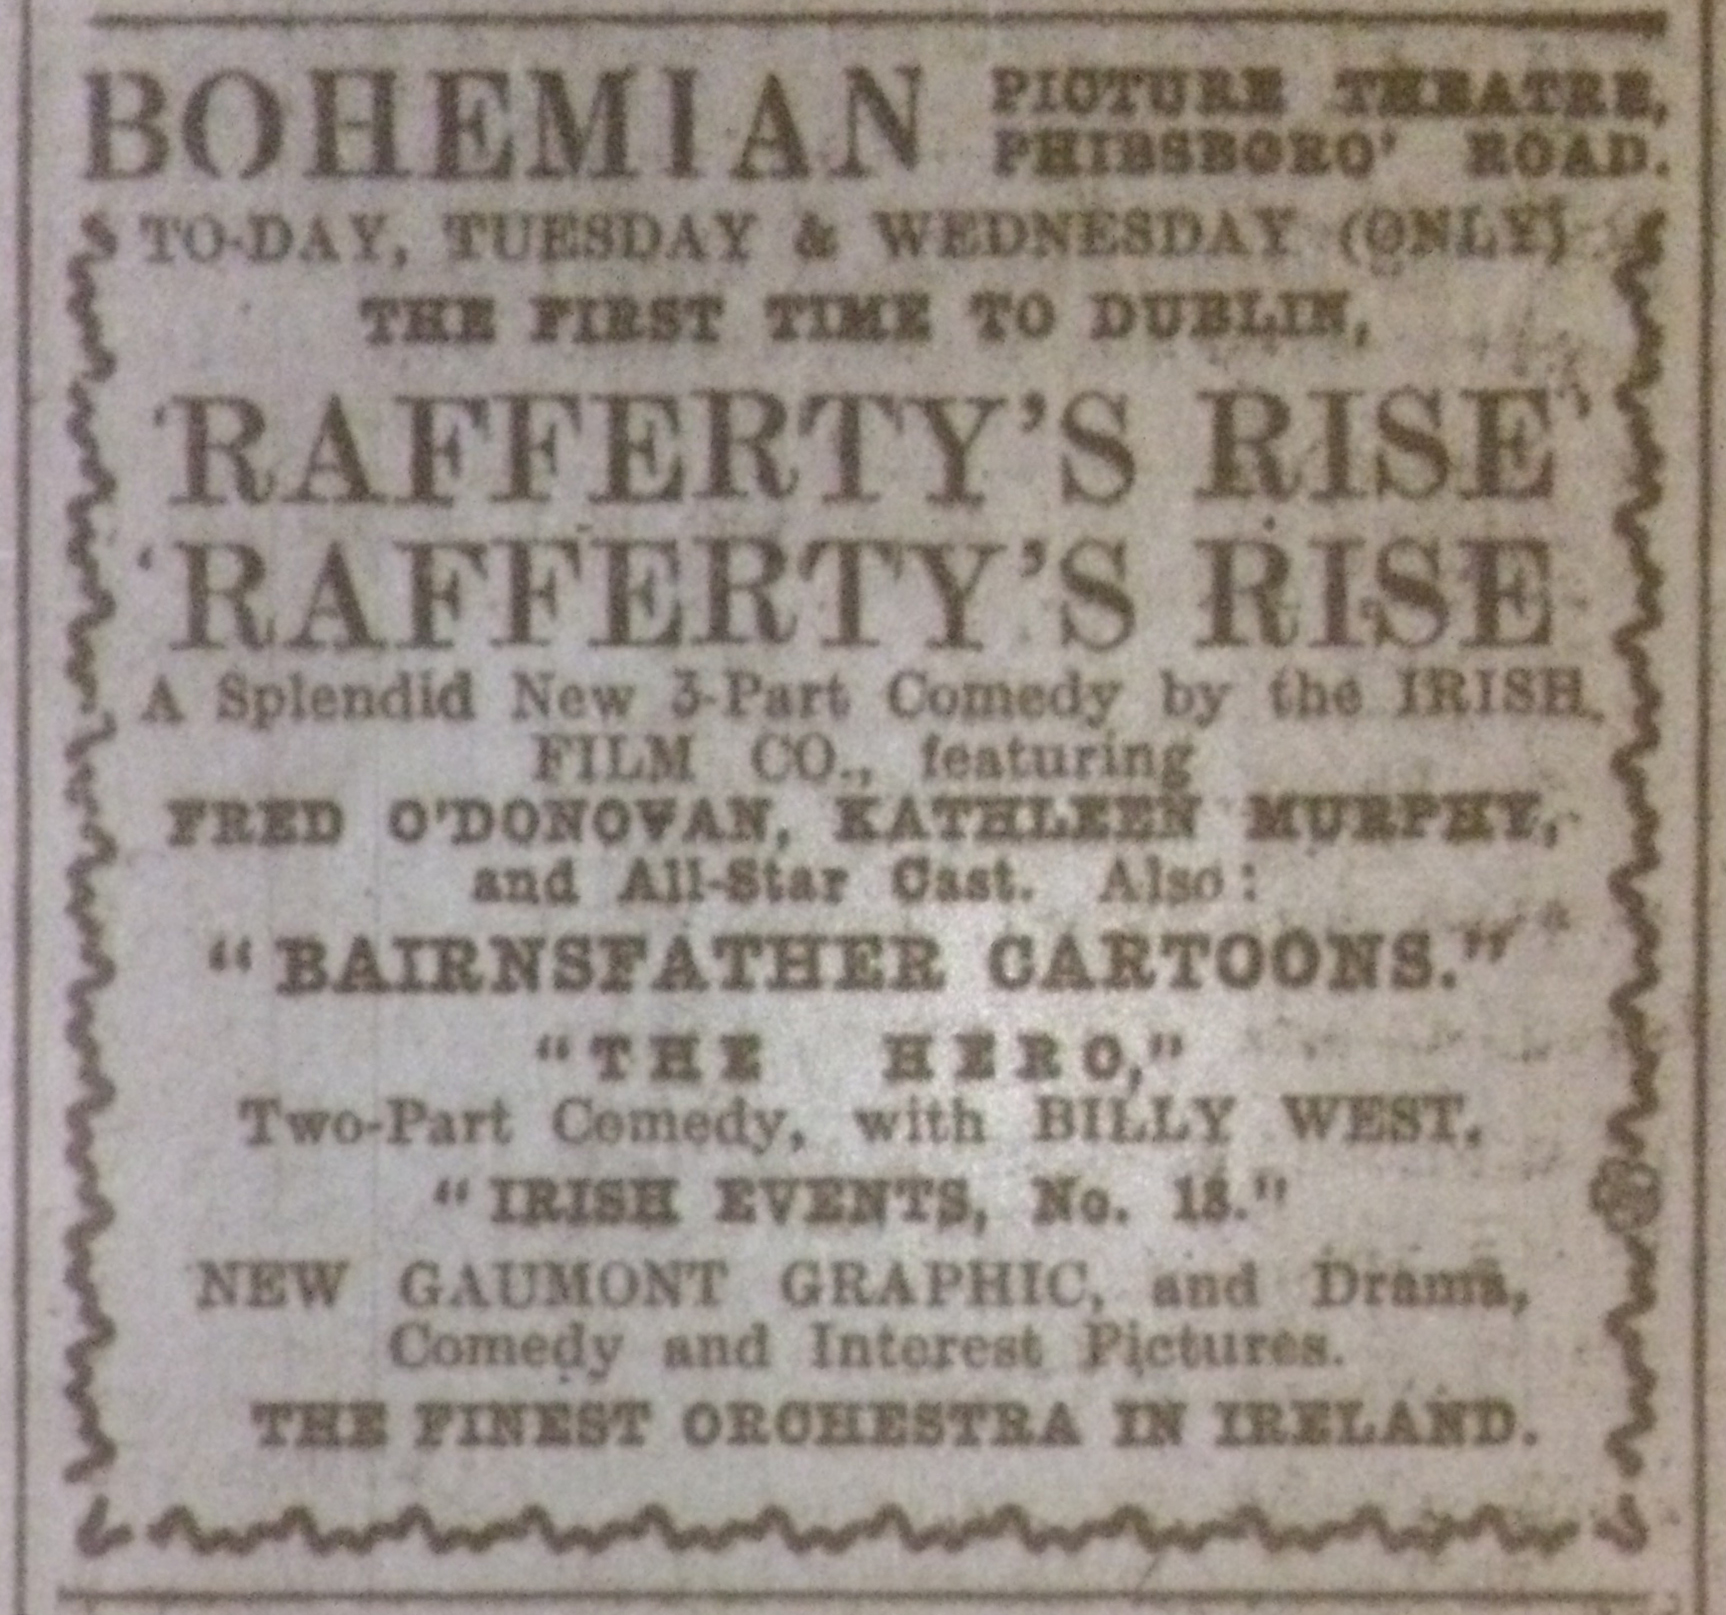 BOHEMIAN PICTURE THEATRE,
PHIBSBORO' ROAD.
TO-DAY, TUESDAY & WEDNESDAY (ONLY)
THE FIRST TIME TO DUBLIN,
'RAFFERTY'S RISE'
'RAFFERTY'S RISE
A Splendid New 3-Part Comedy by the IRISH
FILM CO., featuring
FRED O'DONOVAN, KATHLEEN MURPHY,
and All-Star Cast. Also:
"BAIRNSFATHER CARTOONS."
"THE HERO,"
Two-Part Comedy, with BILLY WEST.
"IRISH EVENTS, No. 18."
NEW GAUMONT GRAPHIC, and Drama,
Comedy and Interest Pictures.
THE FINEST ORCHESTRA IN IRELAND.